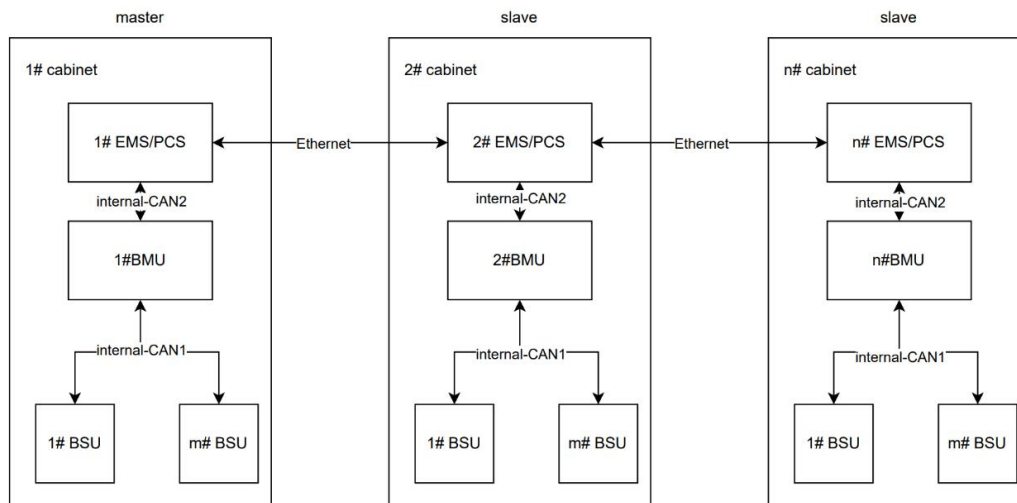 master
slave
slave
1# cabinet
2# cabinet
n# cabinet
1# EMS/PCS
Ethernet
2# EMS/PCS
Ethernet
n# EMS/PCS
internal-CAN2
internal-CAN2
internal-CAN2
1#BMU
2#BMU
n#BMU
internal-CAN1
internal-CAN1
internal-CAN1
1# BSU
m# BSU
1# BSU
m# BSU
1# BSU
m# BSU